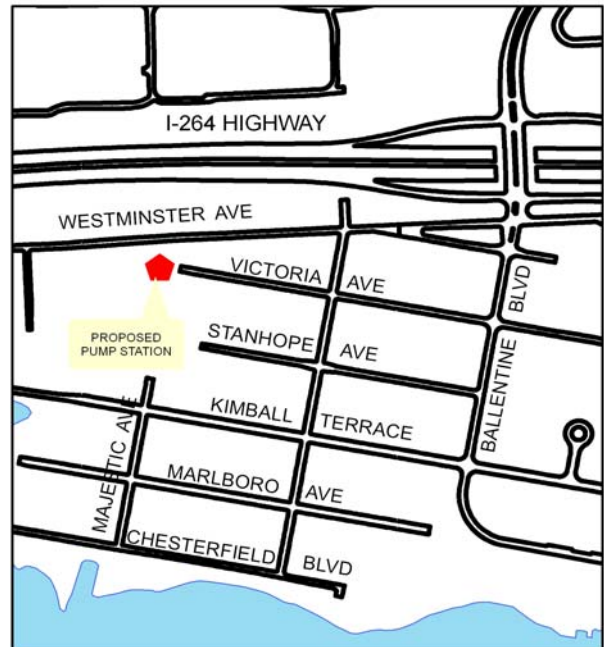 I-264 HIGHWAY
WESTMINSTER AVE
VICTORIA AVE
PROPOSED
PUMP STATION
STANHOPE AVE
BALLENTINE BLVD
KIMBALL TERRACE
MAJESTIC AVE
MARLBORO AVE
CHESTERFIELD BLVD